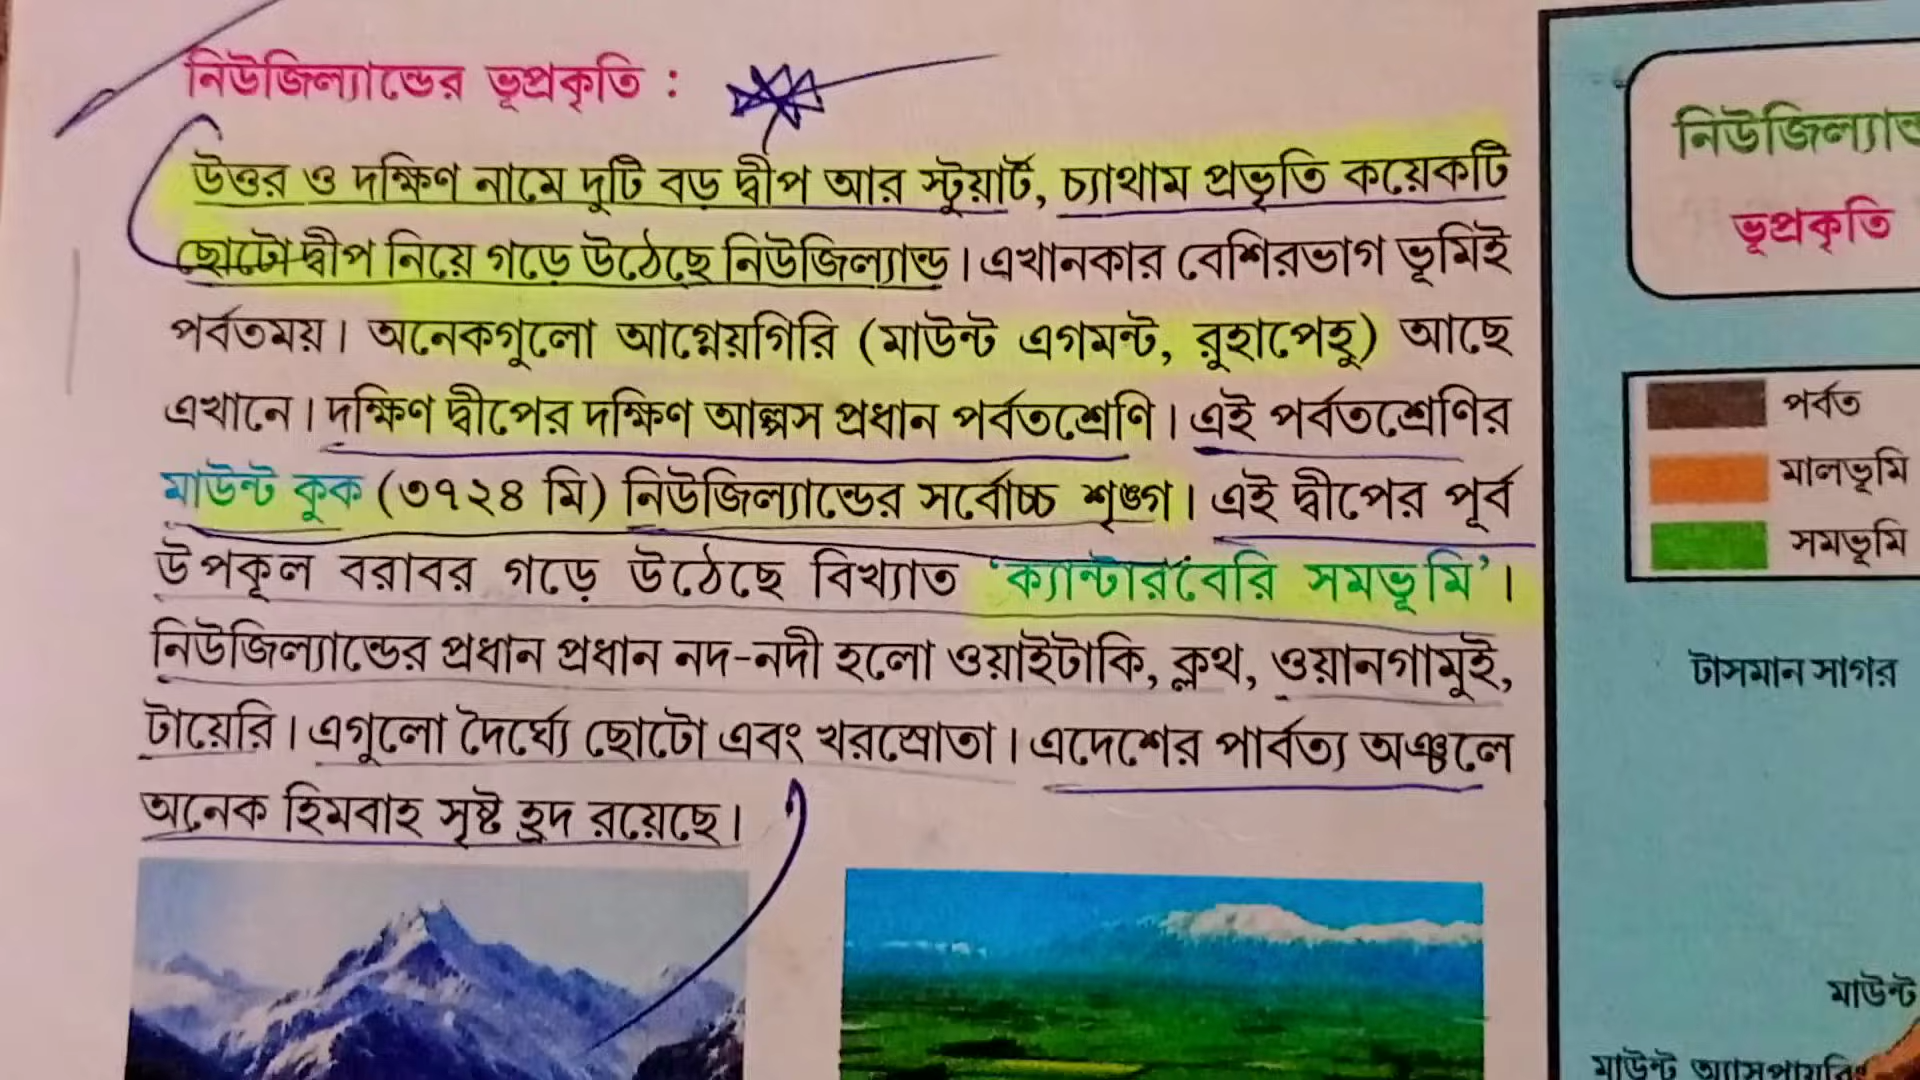 নিউজিল্যান্ডের ভূপ্রকৃতি :
উত্তর ও দক্ষিণ নামে দুটি বড় দ্বীপ আর স্টুয়ার্ট, চ্যাথাম প্রভৃতি কয়েকটি
ছোটো দ্বীপ নিয়ে গড়ে উঠেছে নিউজিল্যান্ড। এখানকার বেশিরভাগ ভূমিই
পর্বতময়। অনেকগুলো আগ্নেয়গিরি (মাউন্ট এগমন্ট, রুহাপেহু) আছে
এখানে। দক্ষিণ দ্বীপের দক্ষিণ আল্পস প্রধান পর্বতশ্রেণি। এই পর্বতশ্রেণির
মাউন্ট কুক (৩৭২৪ মি) নিউজিল্যান্ডের সর্বোচ্চ শৃঙ্গ। এই দ্বীপের পূর্ব
উপকূল বরাবর গড়ে উঠেছে বিখ্যাত ‘ক্যান্টারবেরি সমভূমি’।
নিউজিল্যান্ডের প্রধান প্রধান নদ-নদী হলো ওয়াইটাকি, ক্লথ, ওয়ানগামুই,
টায়েরি। এগুলো দৈর্ঘ্যে ছোটো এবং খরস্রোতা। এদেশের পার্বত্য অঞ্চলে
অনেক হিমবাহ সৃষ্ট হ্রদ রয়েছে।
ভূপ্রকৃতি
পর্বত
মালভূমি
সমভূমি
টাসমান সাগর
মাউন্ট
মাউন্ট